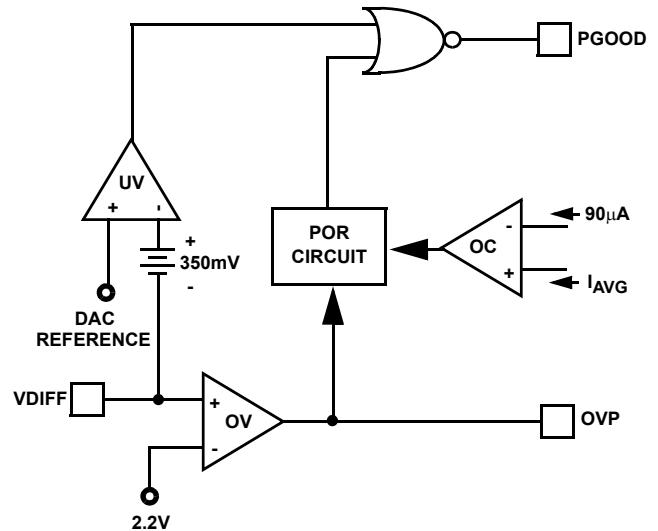 PGOOD
UV
+
-
+
350mV
-
DAC
REFERENCE
POR
CIRCUIT
OC
-
+
90μA
IAVG
VDIFF
+
-
OV
OVP
2.2V